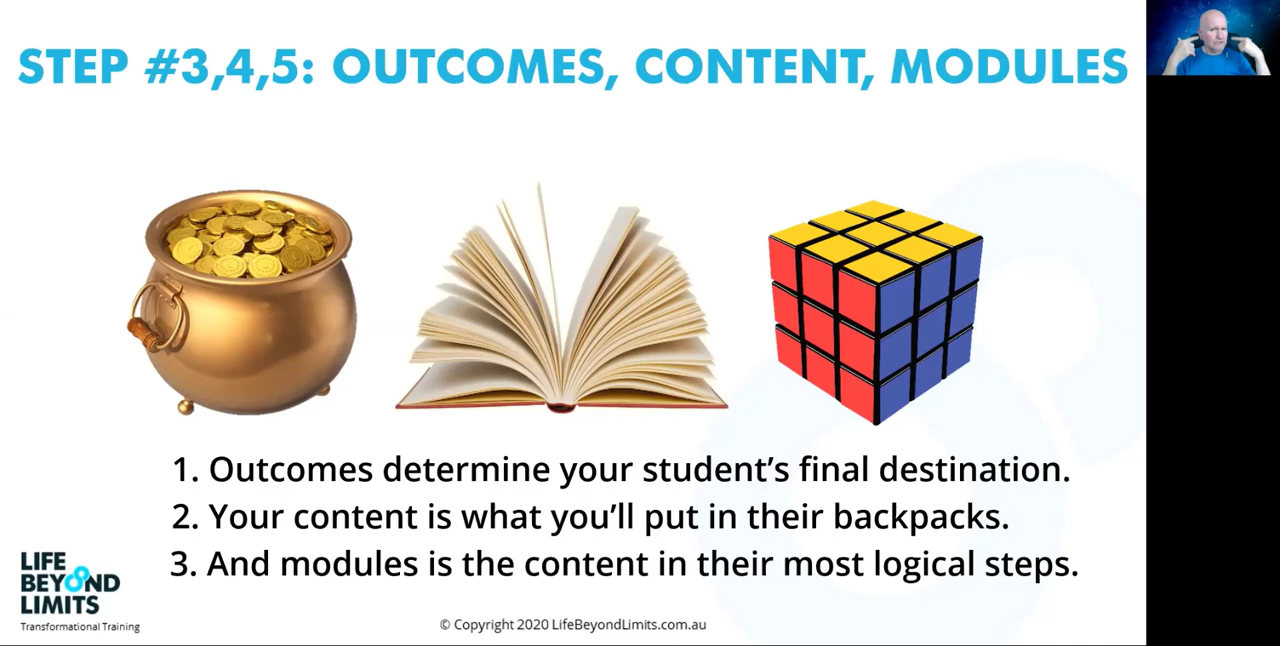 STEP #3,4,5: OUTCOMES, CONTENT, MODULES
1. Outcomes determine your student’s final destination.
2. Your content is what you’ll put in their backpacks.
3. And modules is the content in their most logical steps.
LIFE
BEYOND
LIMITS
Transformational Training
© Copyright 2020 LifeBeyondLimits.com.au